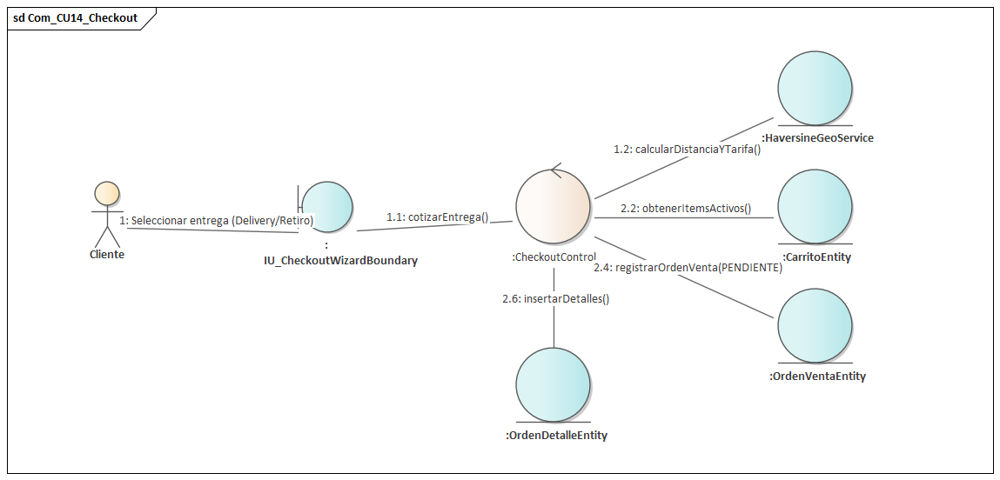 sd Com_CU14_Checkout
:HaversineGeoService
1.2: calcularDistanciaYTarifa()
1: Seleccionar entrega (Delivery/Retiro)
1.1: cotizarEntrega()
2.2: obtenerItemsActivos()
Cliente
:
IU_CheckoutWizardBoundary
:CheckoutControl
:CarritoEntity
2.4: registrarOrdenVenta(PENDIENTE)
2.6: insertarDetalles()
:OrdenVentaEntity
:OrdenDetalleEntity